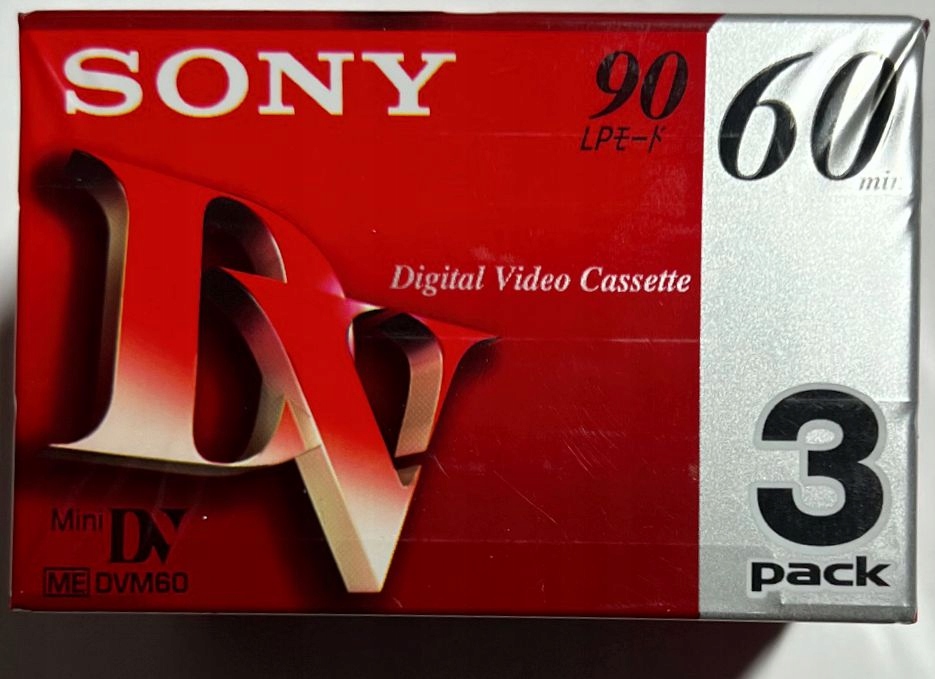 SONY
90
LPモード
60
min
Digital Video Cassette
DV
3
pack
Mini DV
ME DVM60